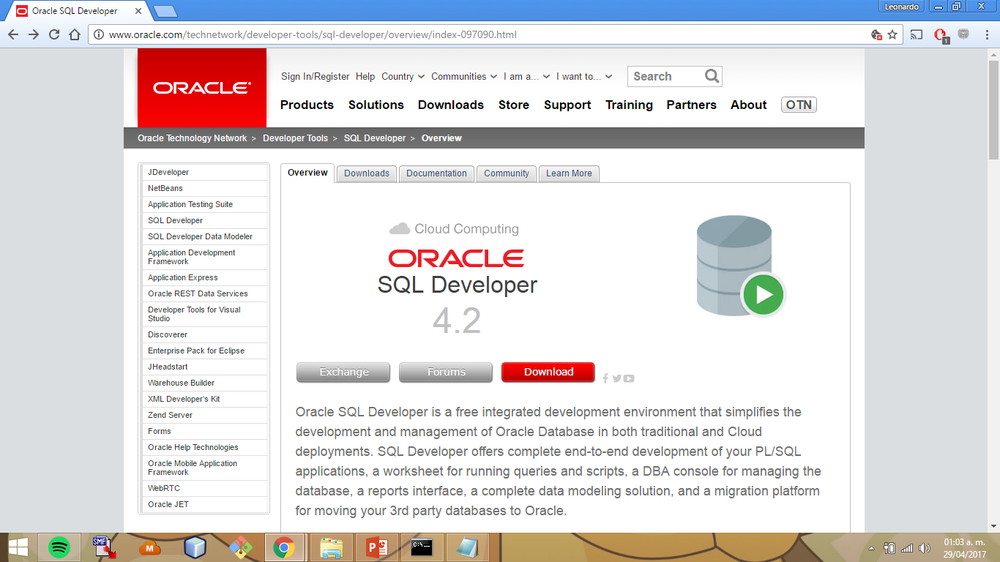 Oracle SQL Developer
Leonardo
www.oracle.com/technetwork/developer-tools/sql-developer/overview/index-097090.html
1
ORACLE
Sign In/Register Help Country Communities I am a... I want to... Search
Products Solutions Downloads Store Support Training Partners About OTN
Oracle Technology Network > Developer Tools > SQL Developer > Overview
JDeveloper
NetBeans
Application Testing Suite
SQL Developer
SQL Developer Data Modeler
Application Development
Framework
Application Express
Oracle REST Data Services
Developer Tools for Visual
Studio
Discoverer
Enterprise Pack for Eclipse
JHeadstart
Warehouse Builder
XML Developer's Kit
Zend Server
Forms
Oracle Help Technologies
Oracle Mobile Application
Framework
WebRTC
Oracle JET
Overview Downloads Documentation Community Learn More
Cloud Computing
ORACLE
SQL Developer
4.2
Exchange Forums Download
Oracle SQL Developer is a free integrated development environment that simplifies the
development and management of Oracle Database in both traditional and Cloud
deployments. SQL Developer offers complete end-to-end development of your PL/SQL
applications, a worksheet for running queries and scripts, a DBA console for managing the
database, a reports interface, a complete data modeling solution, and a migration platform
for moving your 3rd party databases to Oracle.
SMF
M
P
C:\
01:03 a. m.
29/04/2017